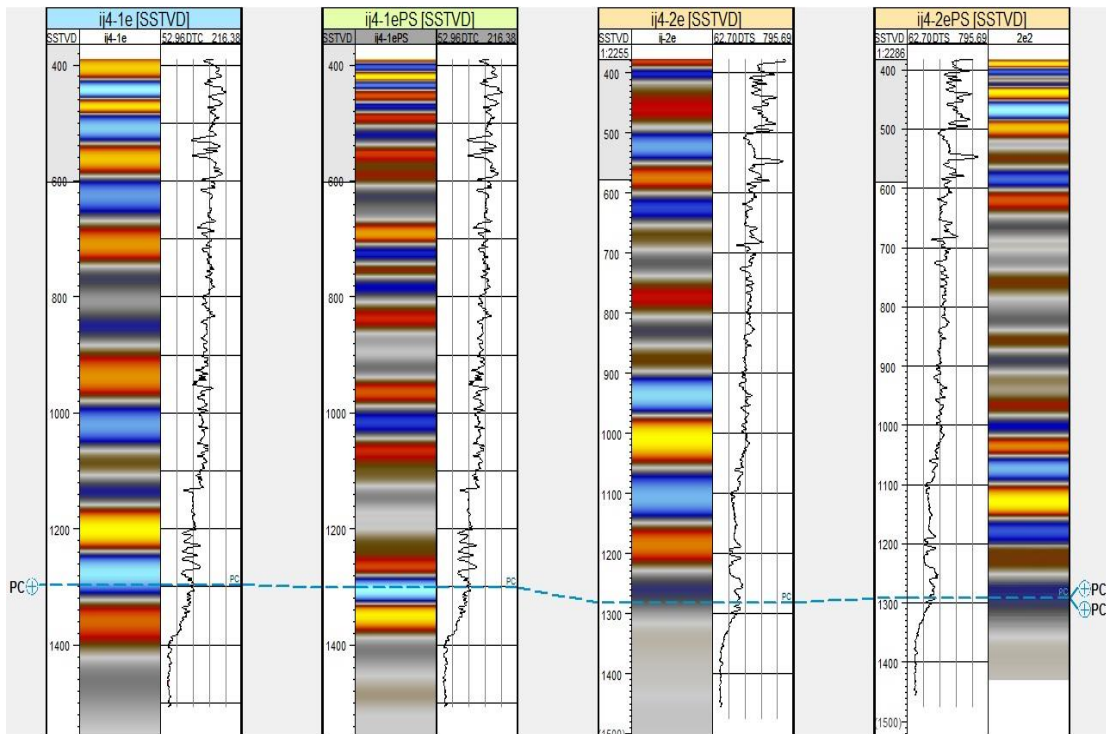 ij4-1e [SSTVD]
SSTVD ij4-1e 52.96 DTC 216.38
400
600
800
1000
1200
1400
PC
PC
ij4-1ePS [SSTVD]
SSTVD ij4-1ePS 52.96 DTC 216.38
400
600
800
1000
1200
1400
PC
ij4-2e [SSTVD]
SSTVD ij-2e 62.70 DTS 795.69
1:2255
400
500
600
700
800
900
1000
1100
1200
1300
1400
(1500)
PC
ij4-2ePS [SSTVD]
SSTVD 62.70 DTS 795.69 2e2
1:2286
400
500
600
700
800
900
1000
1100
1200
1300
1400
(1500)
PC
PC
PC